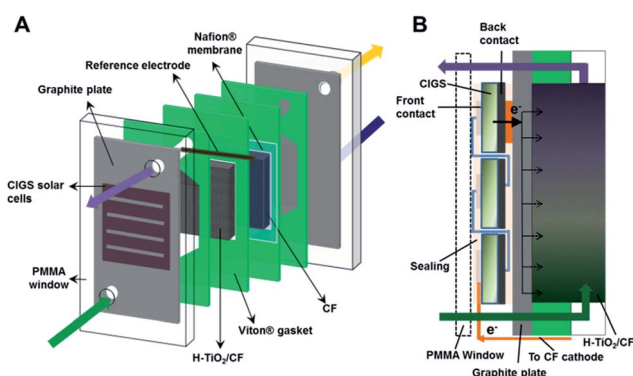 A
Nafion®
membrane
Reference electrode
Graphite plate
CIGS solar
cells
PMMA
window
CF
Viton® gasket
H-TiO₂/CF
B
Back
contact
CIGS
Front
contact
e⁻
Sealing
e⁻
H-TiO₂/CF
PMMA Window
To CF cathode
Graphite plate